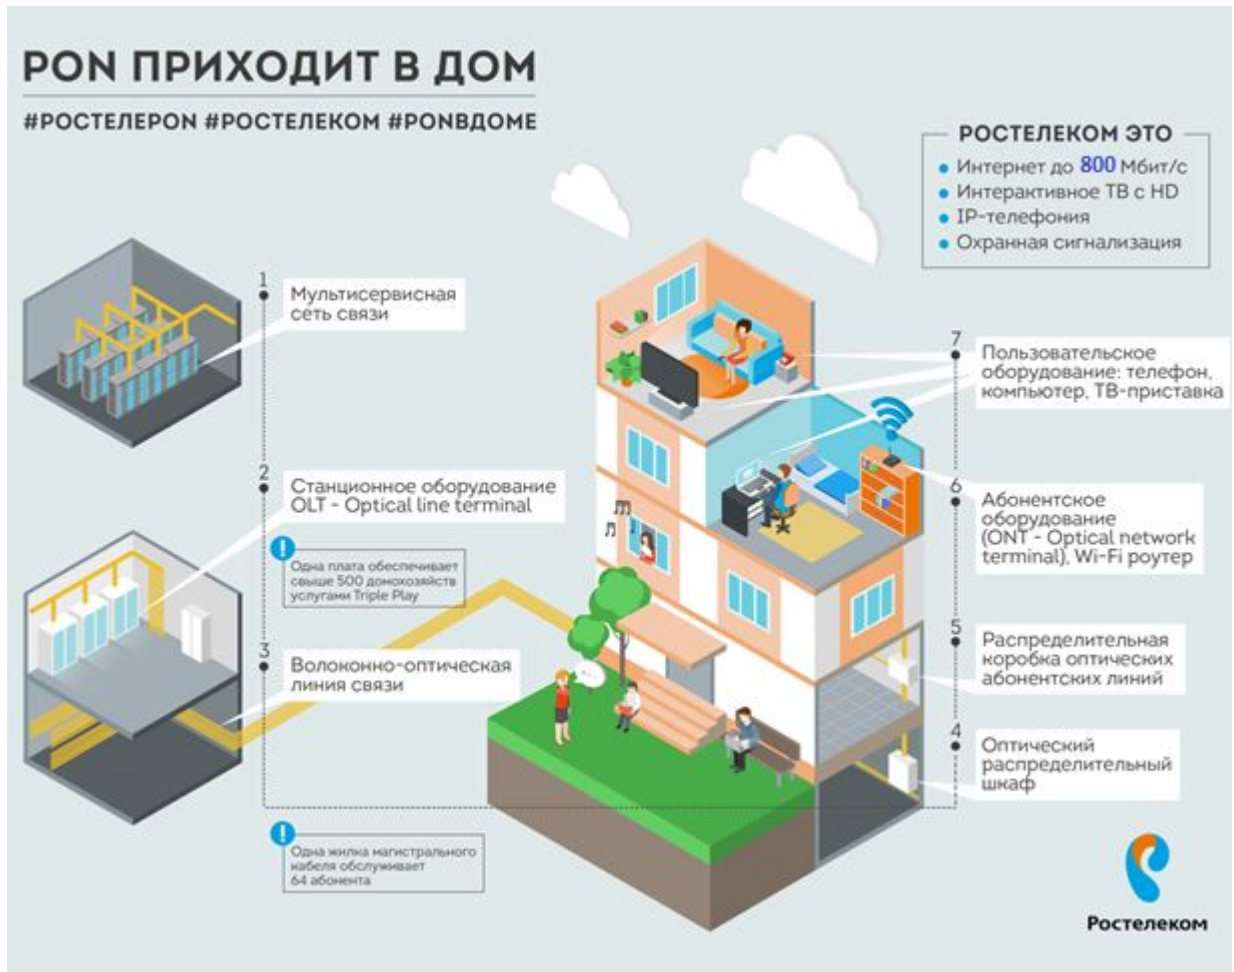 PON ПРИХОДИТ В ДОМ
#РОСТЕЛЕPON #РОСТЕЛЕКОМ #PONВДОМЕ
РОСТЕЛЕКОМ ЭТО
Интернет до 800 Мбит/с
Интерактивное ТВ с HD
IP-телефония
Охранная сигнализация
1
Мультисервисная
сеть связи
2
Станционное оборудование
OLT - Optical line terminal
Одна плата обеспечивает
свыше 500 домохозяйств
услугами Triple Play
3
Волоконно-оптическая
линия связи
Одна жилка магистрального
кабеля обслуживает
64 абонента
7
Пользовательское
оборудование: телефон,
компьютер, ТВ-приставка
6
Абонентское
оборудование
(ONT - Optical network
terminal), Wi-Fi роутер
5
Распределительная
коробка оптических
абонентских линий
4
Оптический
распределительный
шкаф
Ростелеком